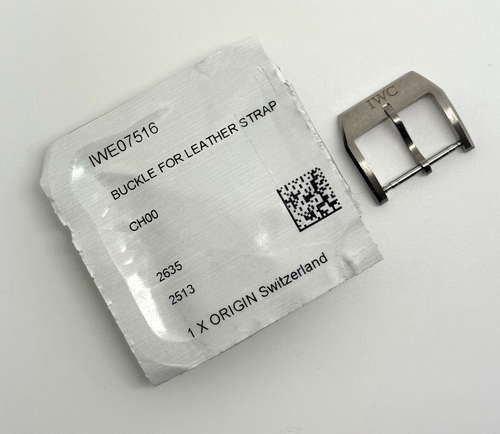 IWE07516
BUCKLE FOR LEATHER STRAP
CH00
2635
2513
1 X ORIGIN Switzerland
IWC